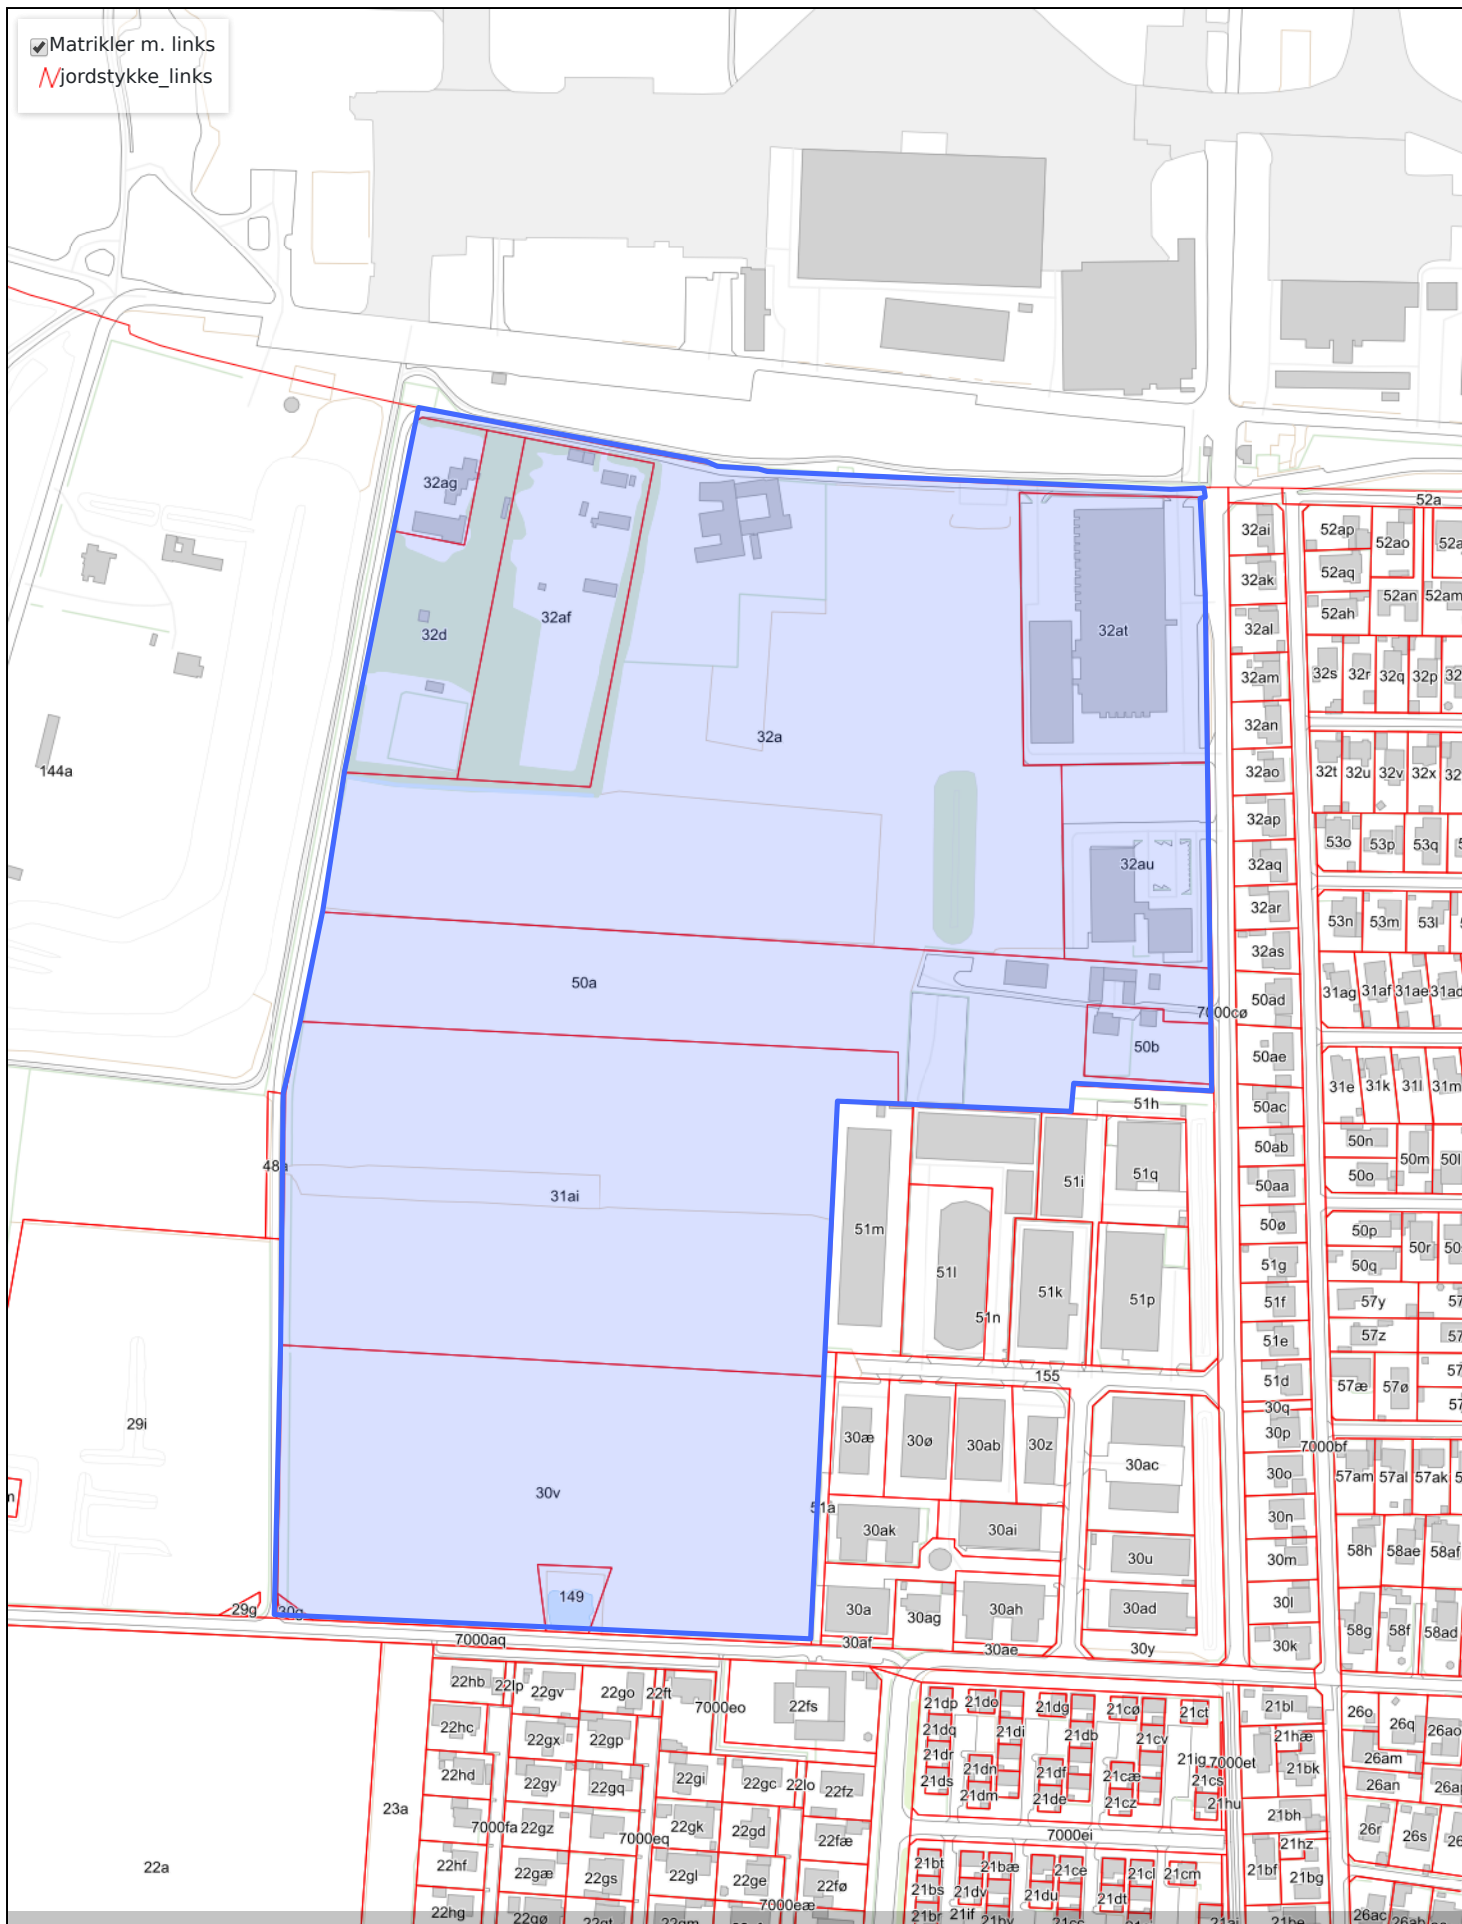 Matrikler m. links
jordstykke_links
52a
32ag
32ai
52ap
52ao
52a
32ak
52aq
52an
52am
52ah
32af
32d
32at
32al
32am
32s
32r
32q
32p
32
32an
32a
144a
32ao
32t
32u
32v
32x
32
32ap
53o
53p
53q
32au
32aq
32ar
53n
53m
53l
32as
50a
50ad
31ag
31af
31ae
31ad
7000cø
50b
50ae
31e
31k
31l
31m
51h
50ac
50n
50ab
50m
50l
48a
51i
51q
50o
50aa
31ai
50ø
50p
50r
50
51m
51g
50q
51l
51k
51p
51f
57y
57
51n
51e
57z
57
155
51d
57æ
57ø
57
57
30q
29i
30æ
30ø
30ab
30z
30p
7000bf
30ac
30o
57am
57al
57ak
30v
51a
30n
30ak
30ai
30u
30m
58h
58ae
58af
149
30l
29g
30g
30a
30ag
30ah
30ad
58g
58f
58ad
7000aq
30af
30ae
30y
30k
22hb
22lp
22gv
22go
22ft
7000eo
22fs
21dp
21do
21dg
21cø
21ct
21bl
26o
26q
26ao
22hc
22gx
22gp
21dq
21di
21db
21cv
21hæ
21dr
21ig
7000et
26am
22hd
22gy
22gq
22gi
22gc
22lo
22fz
21ds
21dn
21df
21cæ
21cs
21bk
26an
21dm
21de
21cz
21hu
23a
7000fa
22gz
7000eq
22gk
22gd
22fæ
7000ei
21bh
26r
26s
26
21hz
22a
22hf
22gæ
22gs
22gl
22ge
22fø
21bt
21bæ
21ce
21cl
21cm
21bf
21bg
21bs
21dv
21du
21dt
22hg
7000eæ
21br
21if
26ac